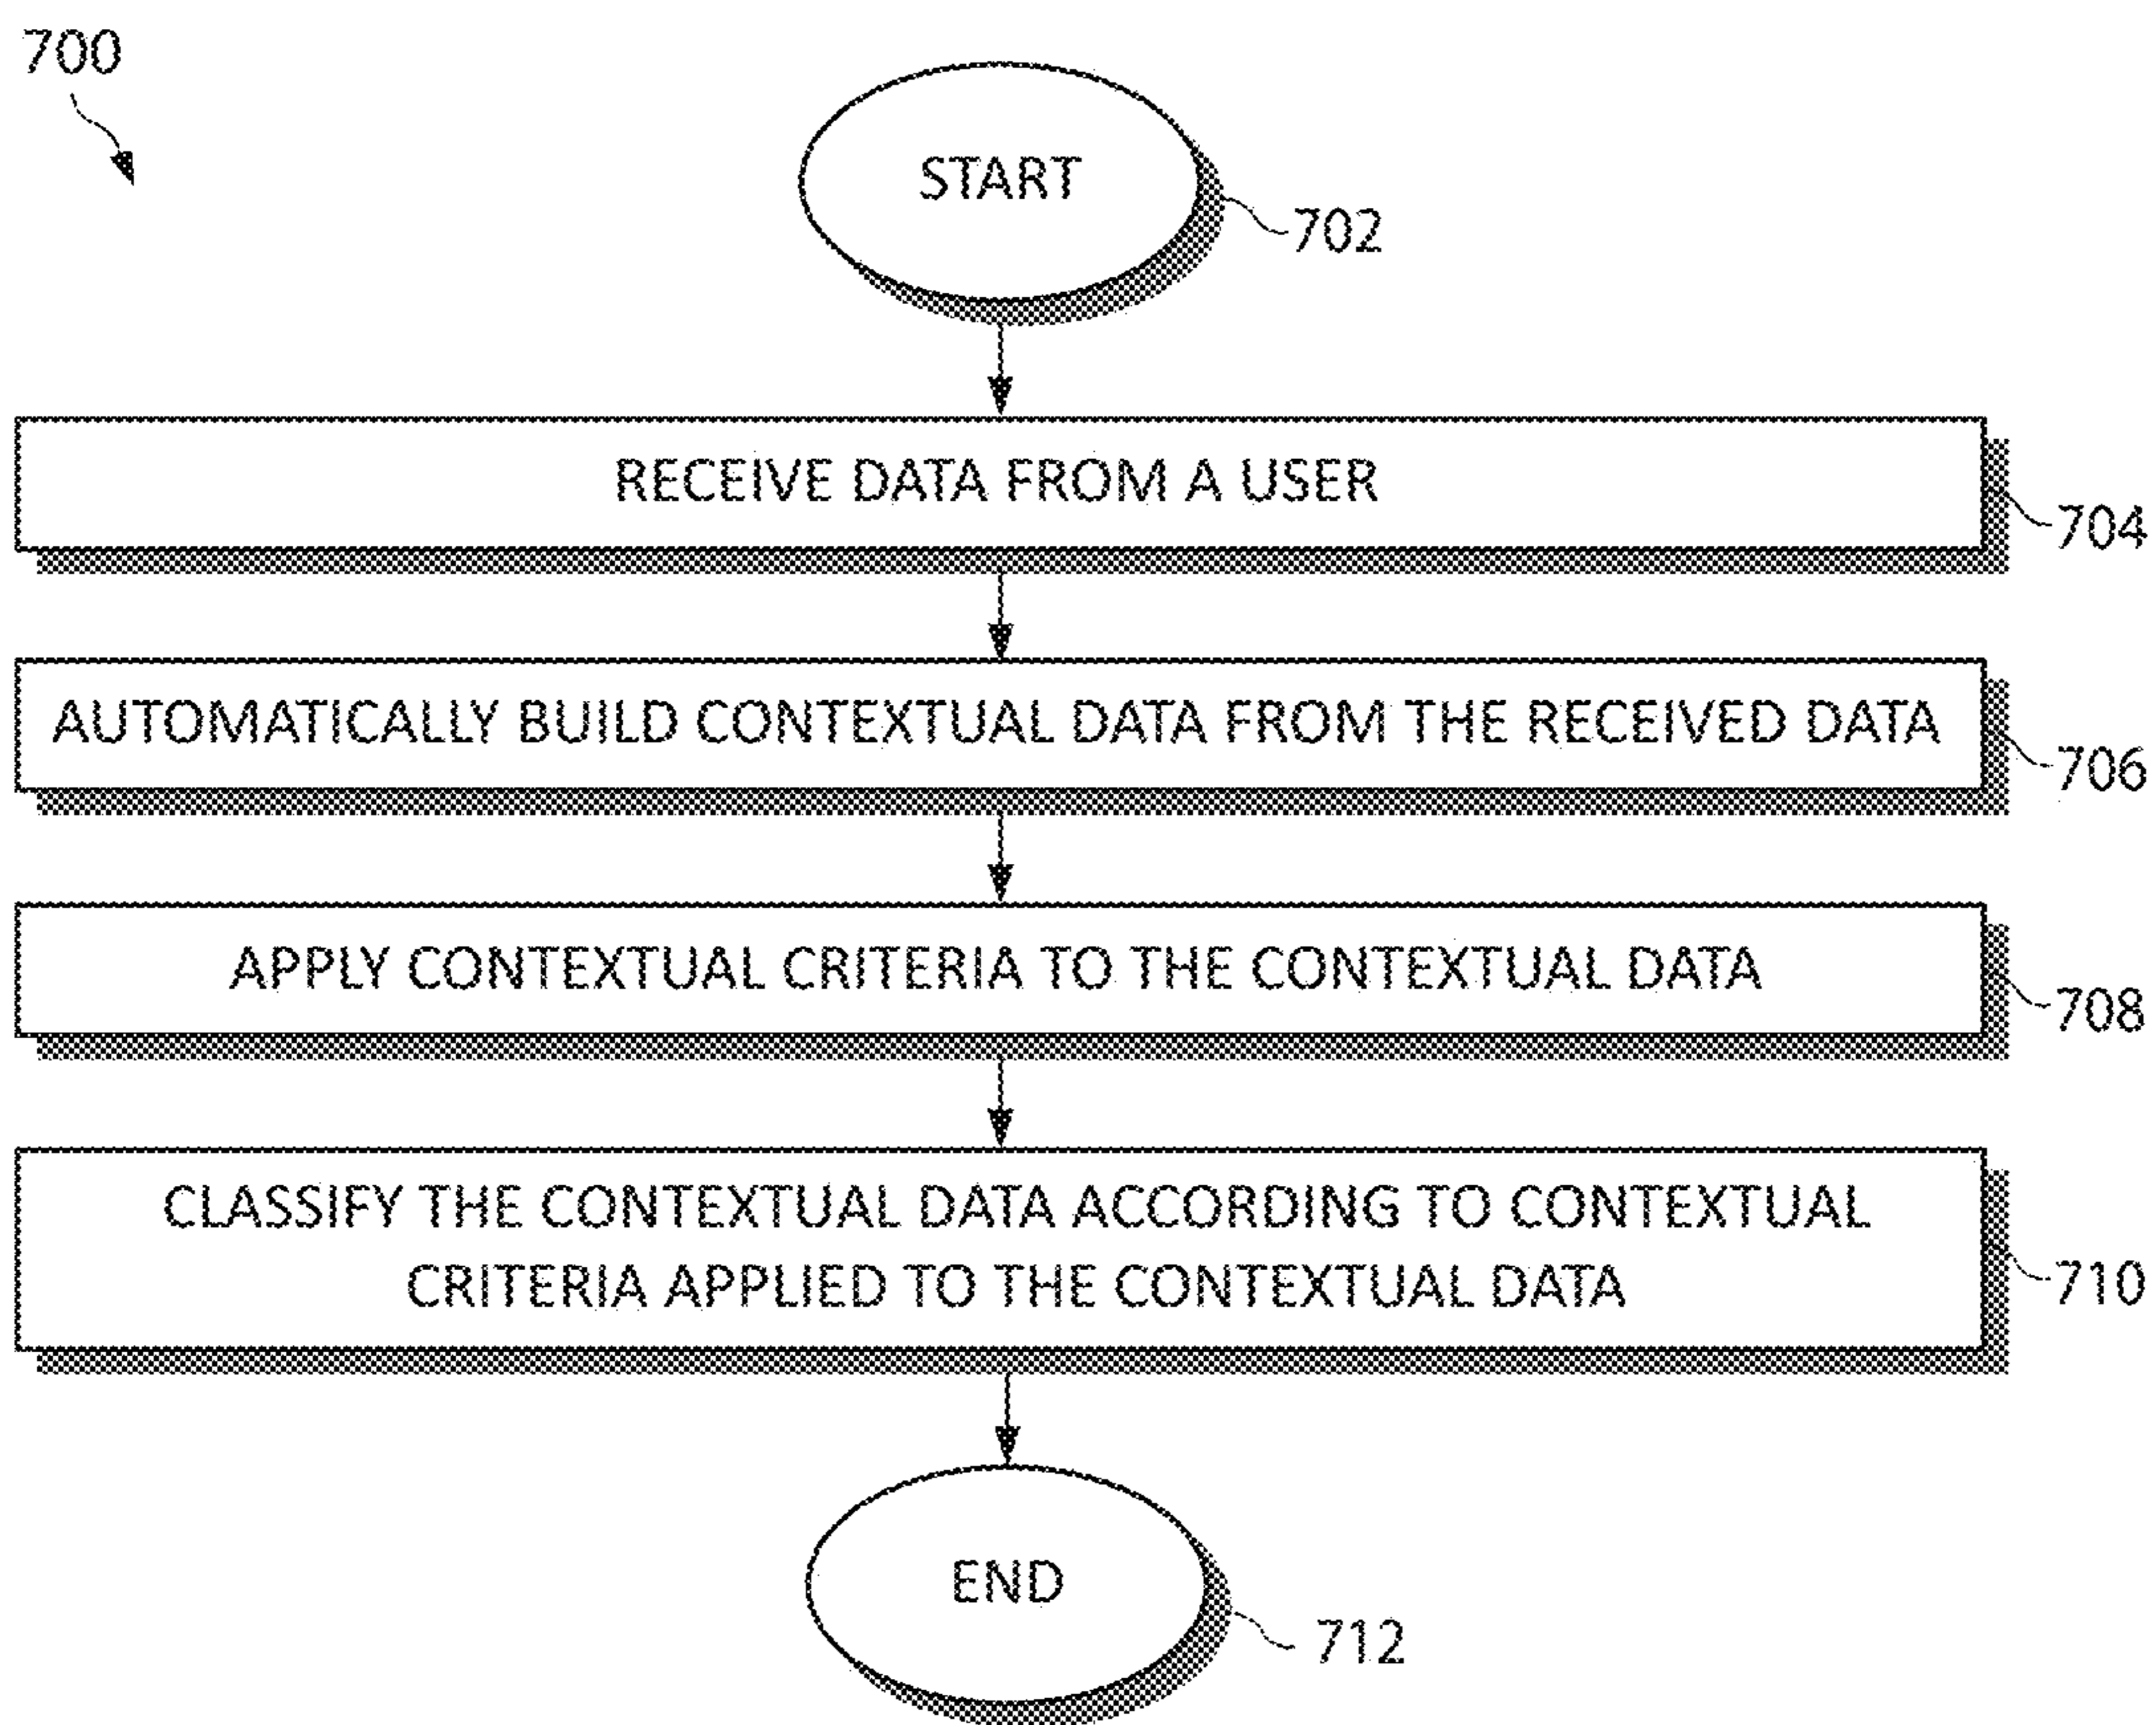 700
START
702
RECEIVE DATA FROM A USER
704
AUTOMATICALLY BUILD CONTEXTUAL DATA FROM THE RECEIVED DATA
706
APPLY CONTEXTUAL CRITERIA TO THE CONTEXTUAL DATA
708
CLASSIFY THE CONTEXTUAL DATA ACCORDING TO CONTEXTUAL
CRITERIA APPLIED TO THE CONTEXTUAL DATA
710
END
712